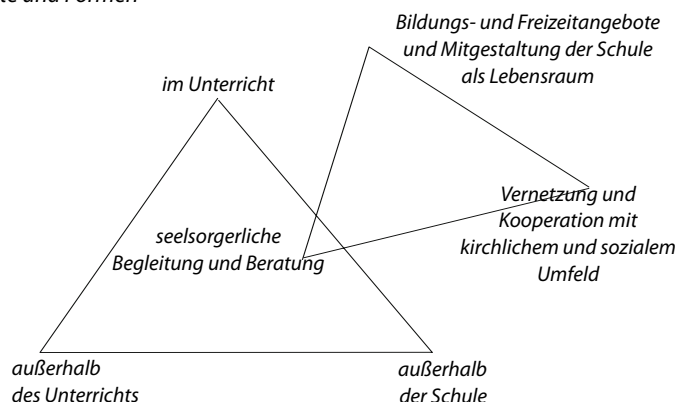 und Formen
Bildungs- und Freizeitangebote
und Mitgestaltung der Schule
als Lebensraum
im Unterricht
Vernetzung und
Kooperation mit
kirchlichem und sozialem
Umfeld
seelsorgerliche
Begleitung und Beratung
außerhalb
des Unterrichts
außerhalb
der Schule